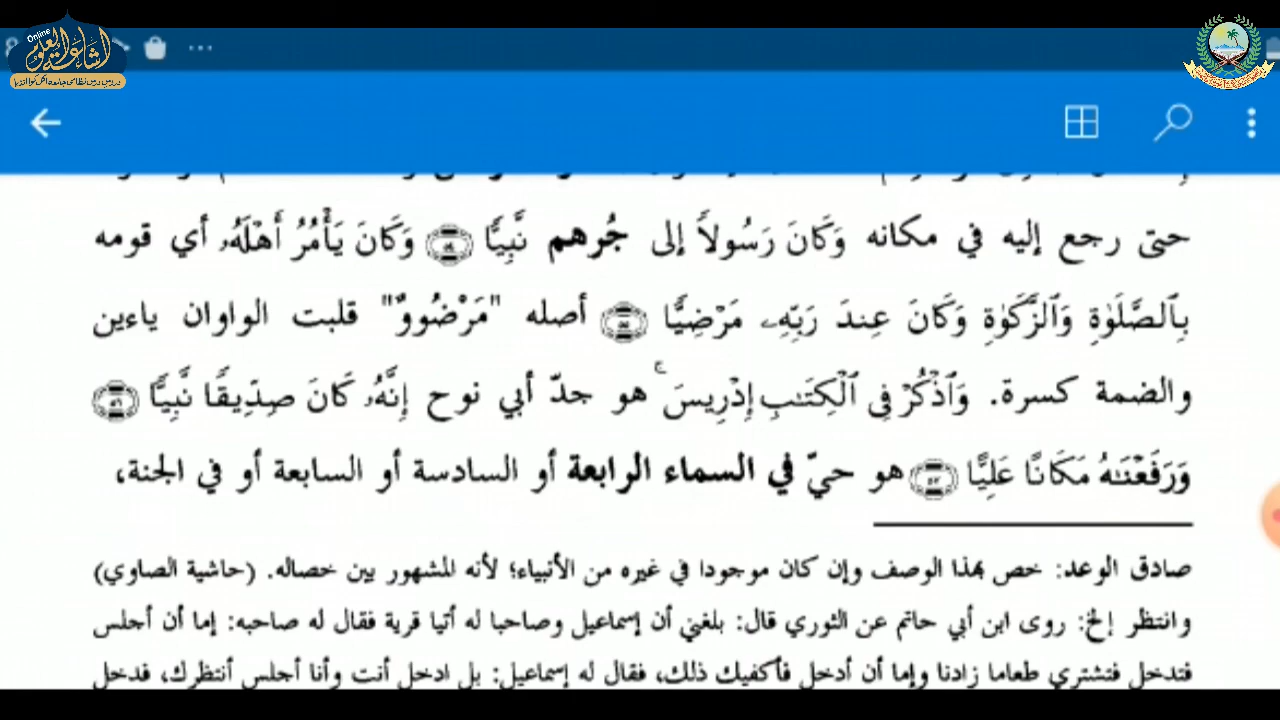 Online
اشاعۃ العلوم
حتى رجع إليه في مكانه وَكَانَ رَسُولاً إلى جُرهم نَّبِيًّا ۝٥٤ وَكَانَ يَأْمُرُ أَهْلَهُۥ أي قومه
بِٱلصَّلَوٰةِ وَٱلزَّكَوٰةِ وَكَانَ عِندَ رَبِّهِۦ مَرْضِيًّا ۝٥٥ أصله "مَرْضُووٌ" قلبت الواوان ياءين
والضمة كسرة. وَٱذْكُرْ فِى ٱلْكِتَـٰبِ إِدْرِيسَ ۚ هو جدّ أبي نوح إِنَّهُۥ كَانَ صِدِّيقًا نَّبِيًّا ۝٥٦
وَرَفَعْنَـٰهُ مَكَانًا عَلِيًّا ۝٥٧ هو حيّ في السماء الرابعة أو السادسة أو السابعة أو في الجنة،
صادق الوعد: خص بهذا الوصف وإن كان موجودا في غيره من الأنبياء؛ لأنه المشهور بين خصاله. (حاشية الصاوي)
وانتظر إلخ: روى ابن أبي حاتم عن الثوري قال: بلغني أن إسماعيل وصاحبا له أتيا قرية فقال له صاحبه: إما أن أجلس
فتدخل فتشتري طعاما زادنا وإما أن أدخل فأكفيك ذلك، فقال له إسماعيل: بل ادخل أنت وأنا أجلس أنتظرك، فدخل